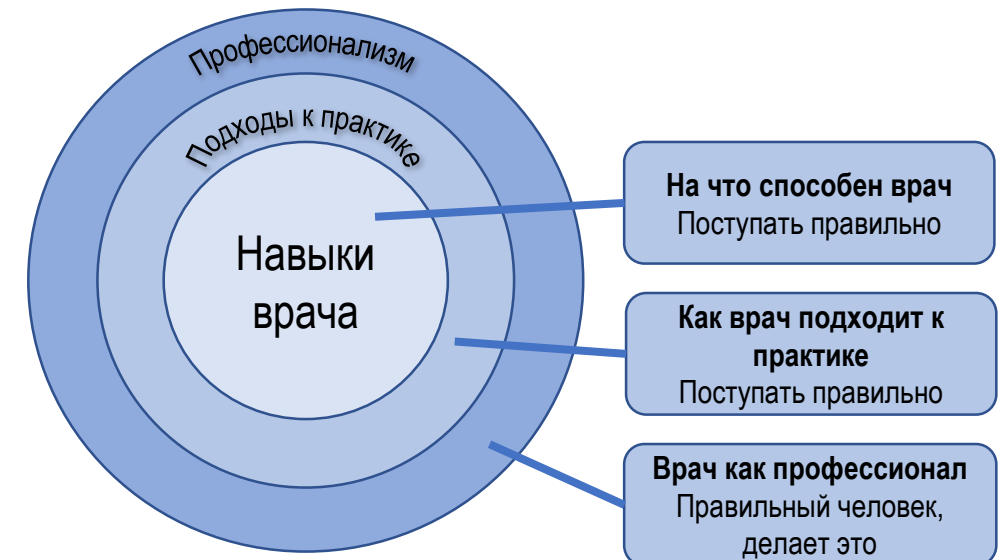 Профессионализм
Подходы к практике
Навыки
врача
На что способен врач
Поступать правильно
Как врач подходит к
практике
Поступать правильно
Врач как профессионал
Правильный человек,
делает это